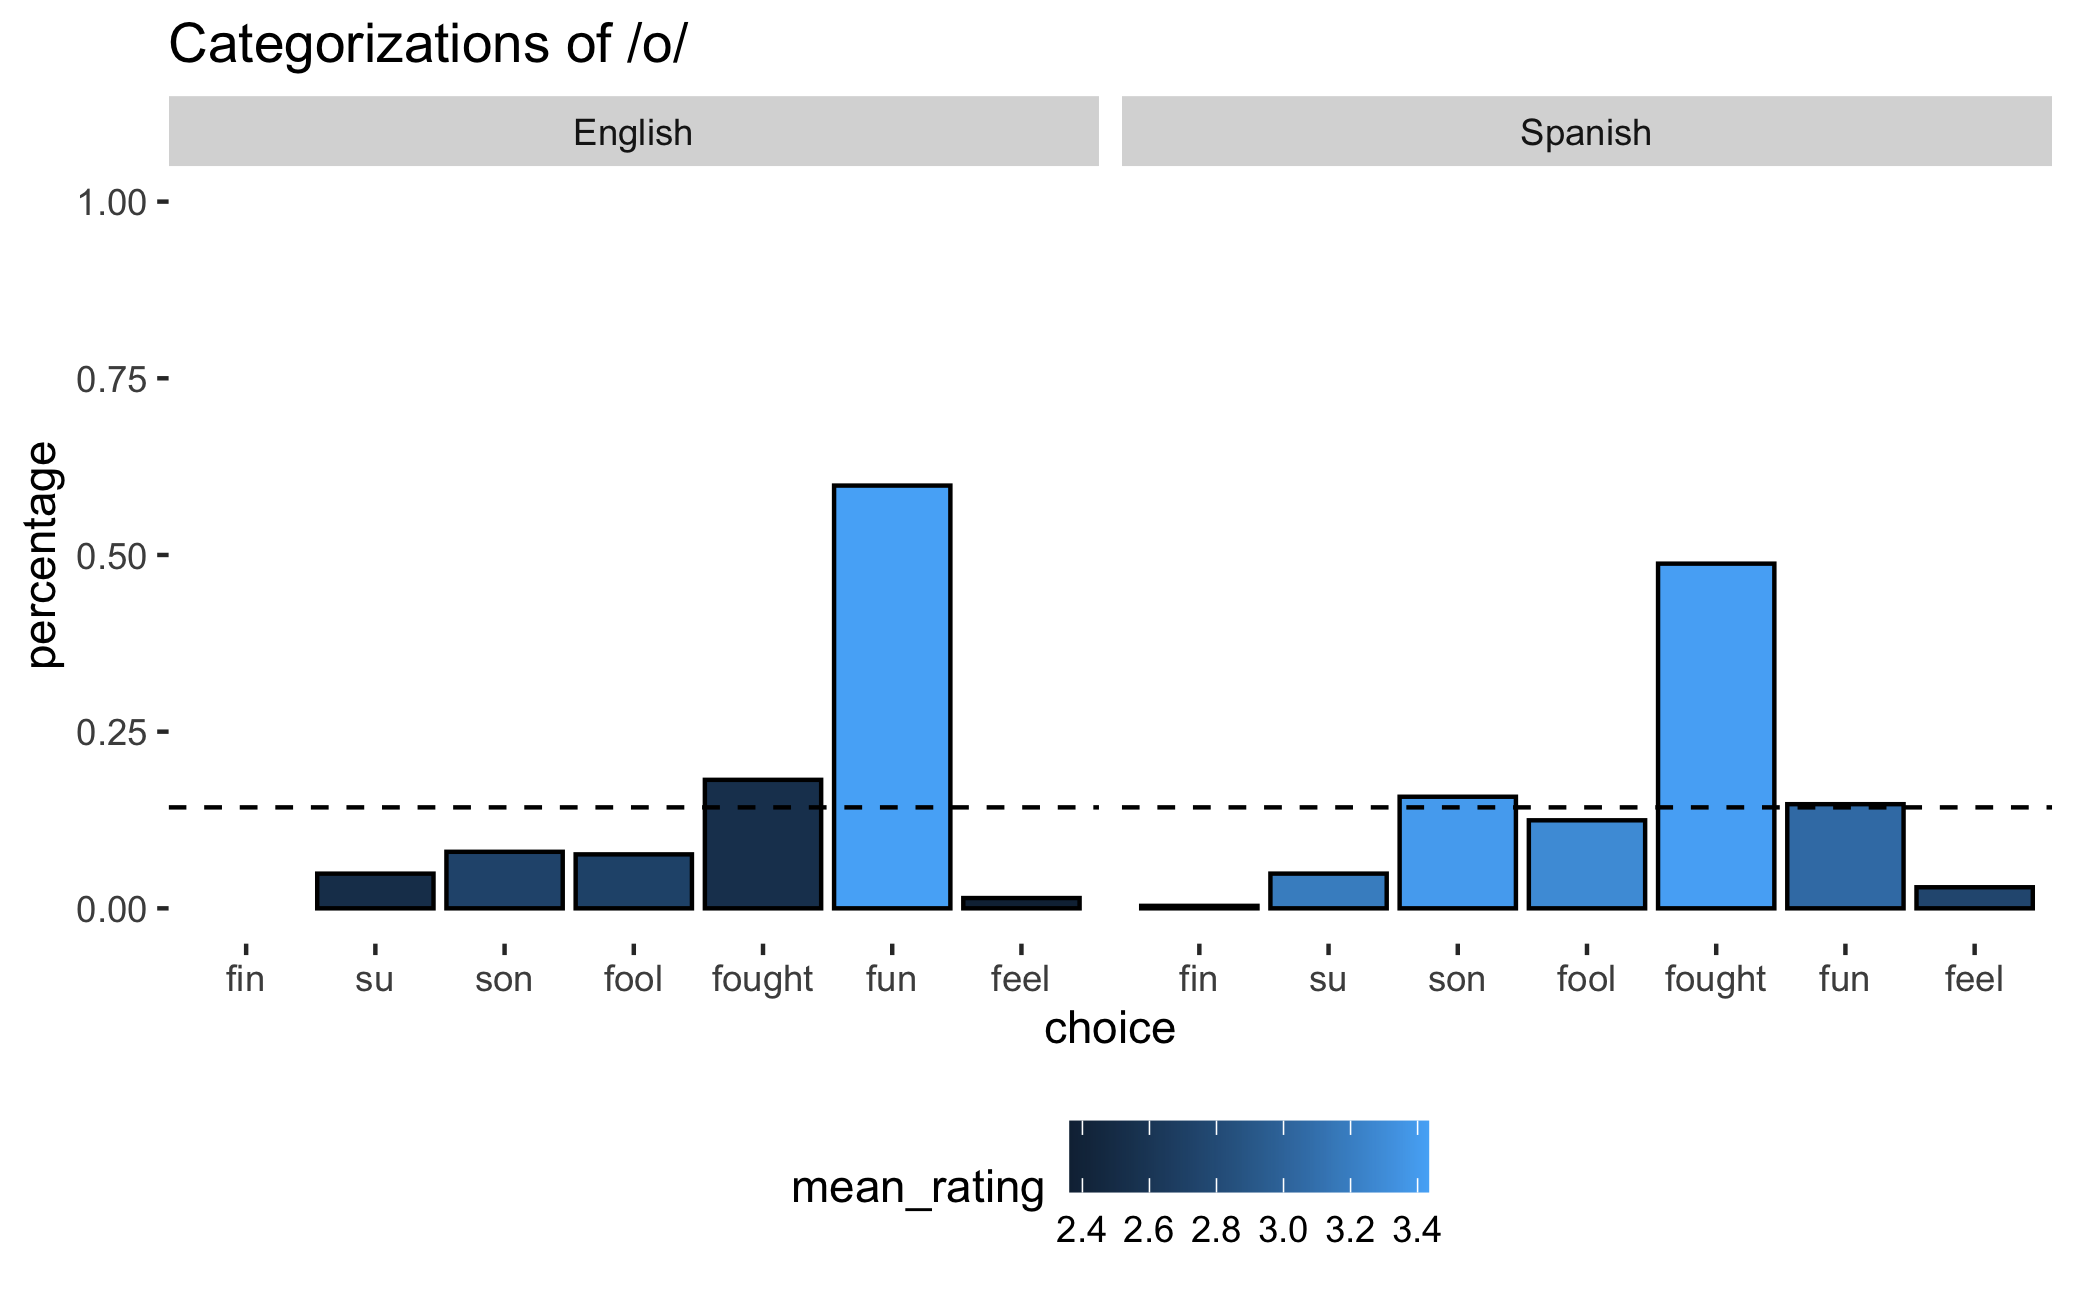 Categorizations of /o/
English Spanish
1.00
0.75
0.50
0.25
0.00
percentage
fin su son fool fought fun feel fin su son fool fought fun feel
choice
mean_rating
2.4 2.6 2.8 3.0 3.2 3.4